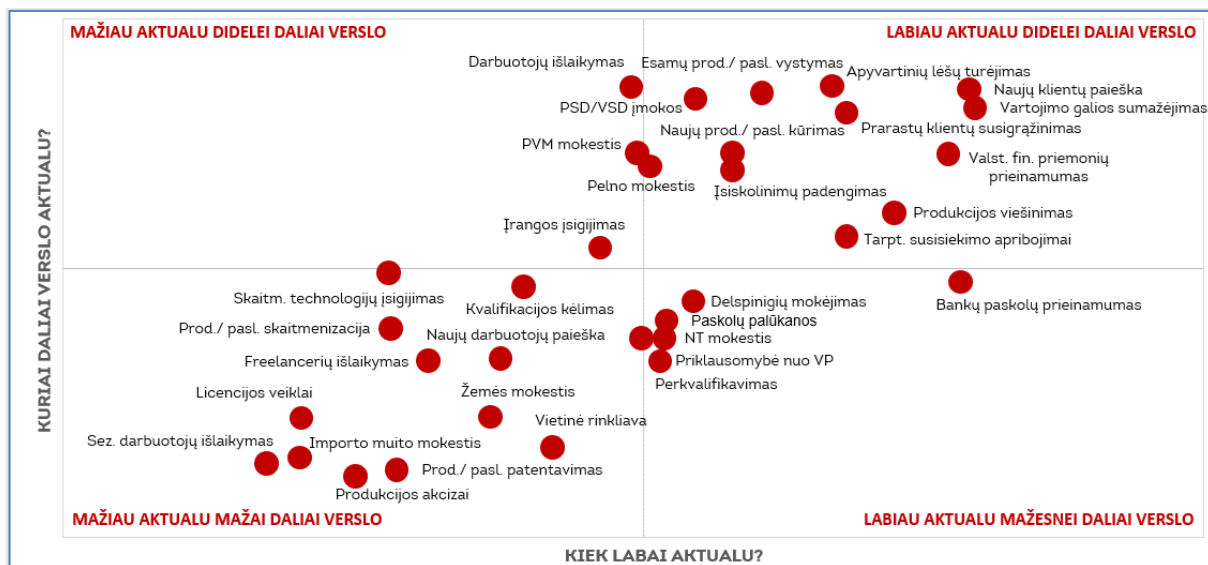 MAŽIAU AKTUALU DIDELEI DALIAI VERSLO
LABIAU AKTUALU DIDELEI DALIAI VERSLO
Darbuotojų išlaikymas
Esamų prod./ pasl. vystymas
Apyvartinių lėšų turėjimas
Naujų klientų paieška
PSD/VSD įmokos
Vartojimo galios sumažėjimas
Naujų prod./ pasl. kūrimas
Prarastų klientų susigrąžinimas
PVM mokestis
Valst. fin. priemonių
prieinamumas
Pelno mokestis
Įsiskolinimų padengimas
Produkcijos viešinimas
Įrangos įsigijimas
Tarpt. susisiekimo apribojimai
Skaitm. technologijų įsigijimas
Kvalifikacijos kėlimas
Delspinigių mokėjimas
Bankų paskolų prieinamumas
Prod./ pasl. skaitmenizacija
Naujų darbuotojų paieška
Paskolų palūkanos
NT mokestis
Freelancerių išlaikymas
Priklausomybė nuo VP
Perkvalifikavimas
Licencijos veiklai
Žemės mokestis
Vietinė rinkliava
Sez. darbuotojų išlaikymas
Importo muito mokestis
Prod./ pasl. patentavimas
Produkcijos akcizai
MAŽIAU AKTUALU MAŽAI DALIAI VERSLO
LABIAU AKTUALU MAŽESNEI DALIAI VERSLO
KURIAI DALIAI VERSLO AKTUALU?
KIEK LABAI AKTUALU?